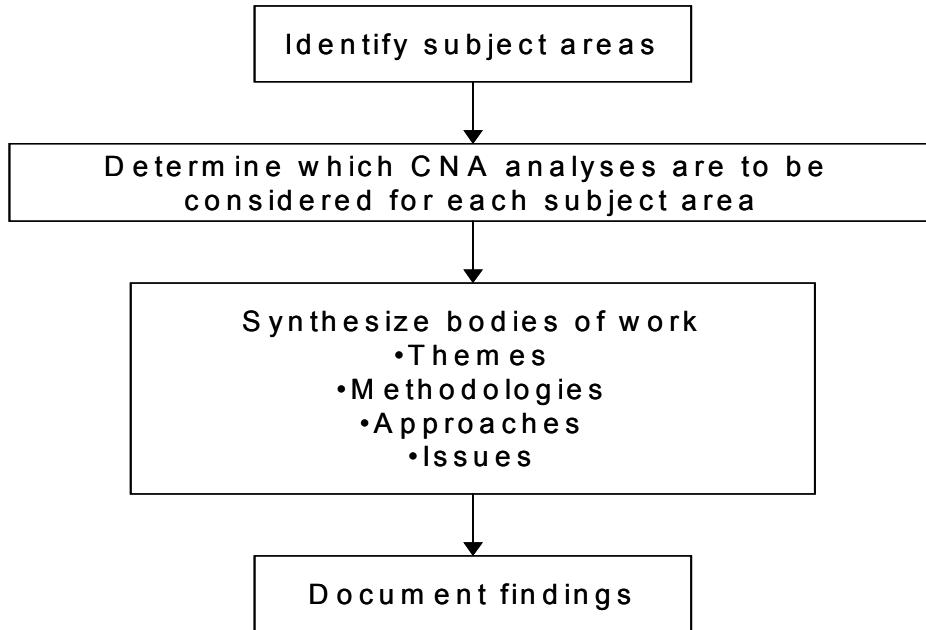 Identify subject areas
Determine which CNA analyses are to be
considered for each subject area
Synthesize bodies of work
•Themes
•Methodologies
•Approaches
•Issues
Document findings